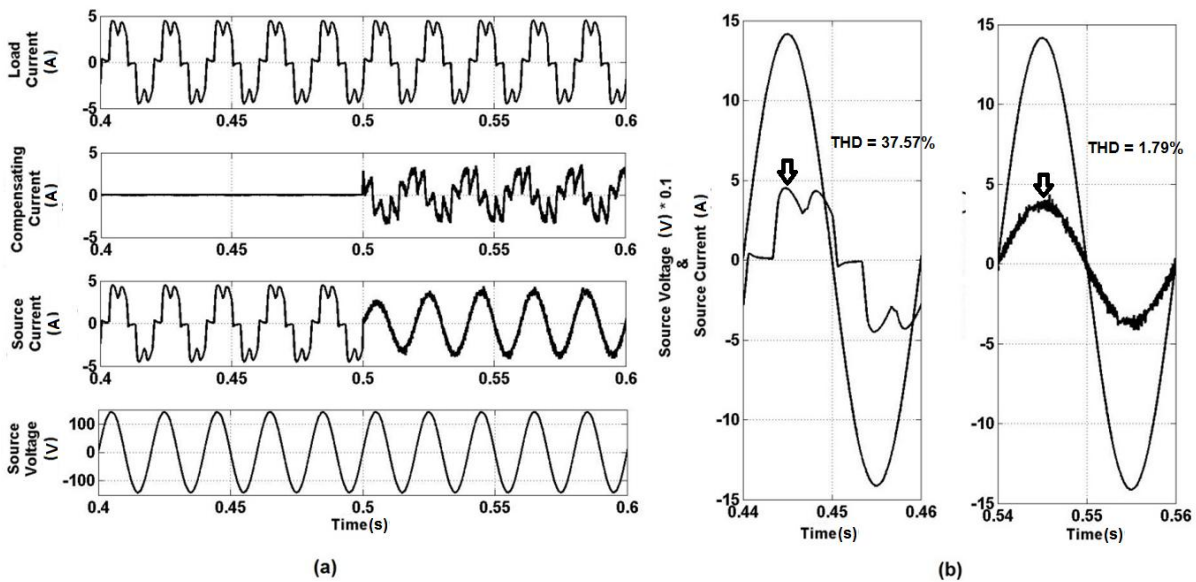 Load
Current
(A)
5
0
-5
0.4
0.45
0.5
0.55
0.6
Compensating
Current
(A)
5
0
-5
0.4
0.45
0.5
0.55
0.6
Source
Current
(A)
5
0
-5
0.4
0.45
0.5
0.55
0.6
Source
Voltage
(V)
100
0
-100
0.4
0.45
0.5
0.55
0.6
Time(s)
(a)
Source Voltage (V) * 0.1
&
Source Current (A)
15
10
5
0
-5
-10
-15
THD = 37.57%
0.44
0.45
0.46
Time(s)
15
10
5
0
-5
-10
-15
THD = 1.79%
0.54
0.55
0.56
Time(s)
(b)